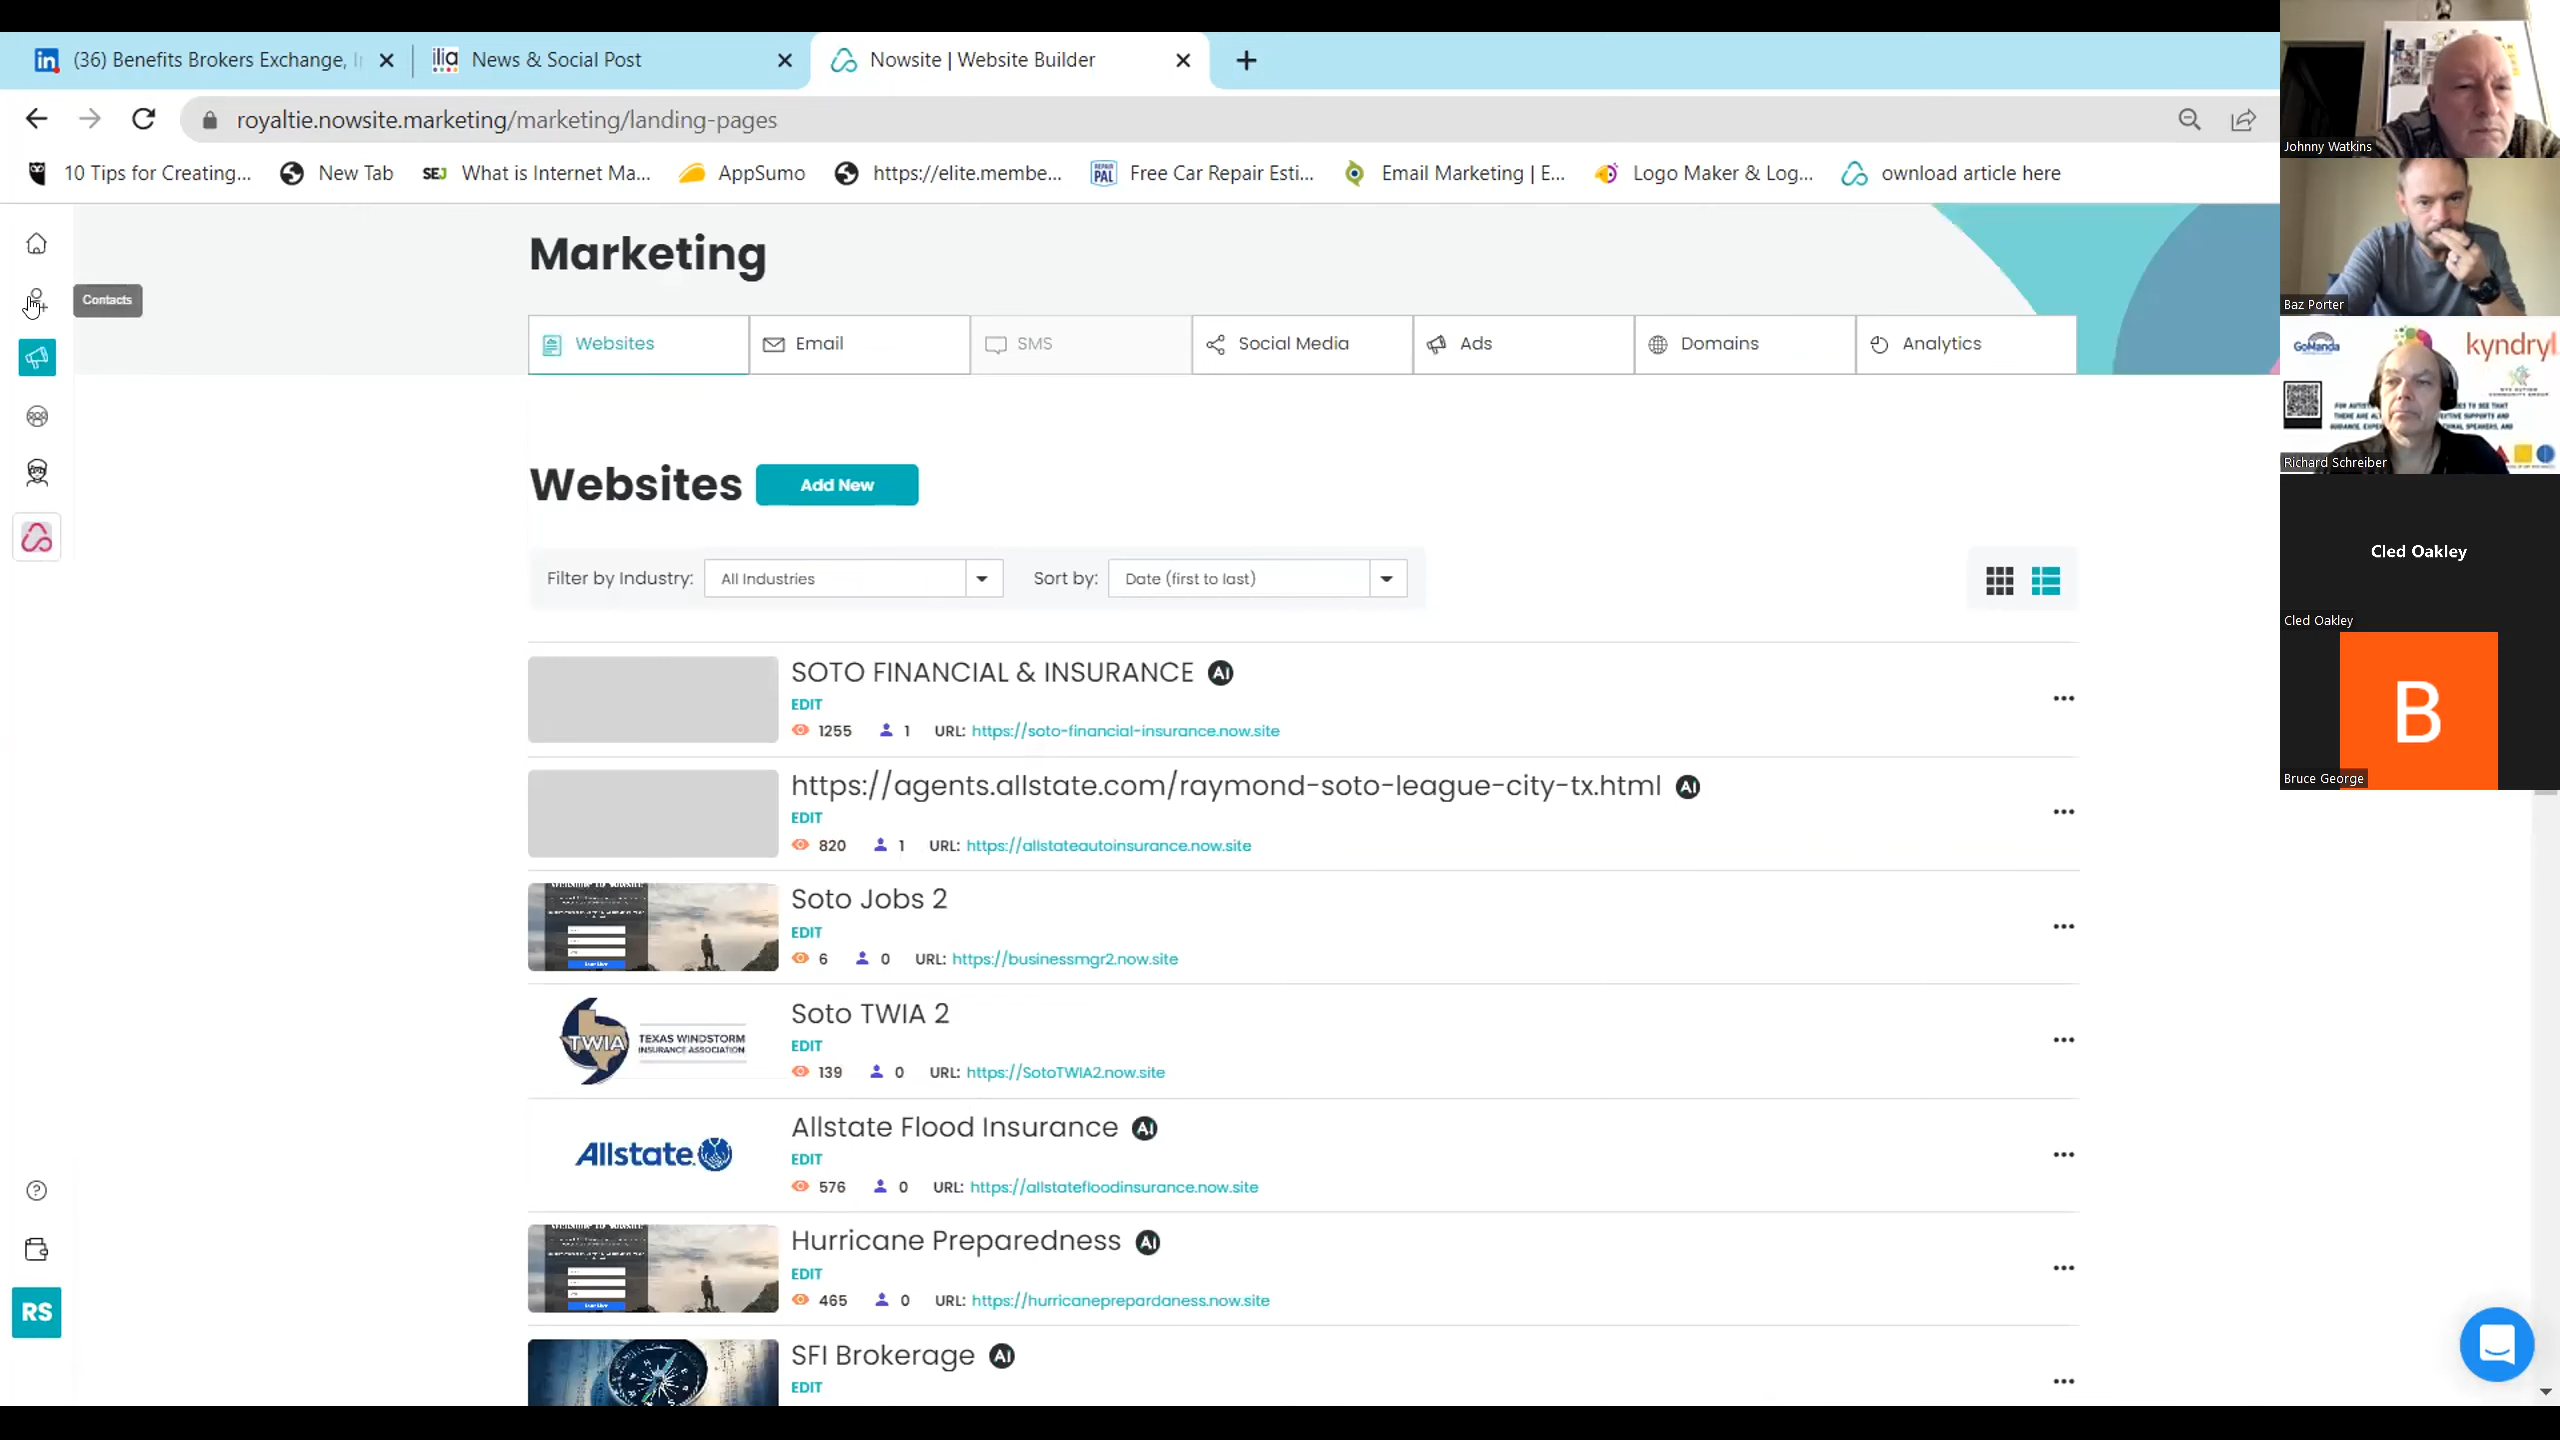 (36) Benefits Brokers Exchange, I
News & Social Post
Nowsite | Website Builder
royaltie.nowsite.marketing/marketing/landing-pages
10 Tips for Creating...
New Tab
SEJ What is Internet Ma...
AppSumo
https://elite.membe...
REPAIR PAL Free Car Repair Esti...
Email Marketing | E...
Logo Maker & Log...
ownload article here
Contacts
Marketing
Websites
Email
SMS
Social Media
Ads
Domains
Analytics
Websites
Add New
Filter by Industry:
All Industries
Sort by:
Date (first to last)
SOTO FINANCIAL & INSURANCE AI
EDIT
1255 1 URL: https://soto-financial-insurance.now.site
https://agents.allstate.com/raymond-soto-league-city-tx.html AI
EDIT
820 1 URL: https://allstateautoinsurance.now.site
Soto Jobs 2
EDIT
6 0 URL: https://businessmgr2.now.site
TWIA
TEXAS WINDSTORM
INSURANCE ASSOCIATION
Soto TWIA 2
EDIT
139 0 URL: https://SotoTWIA2.now.site
Allstate
Allstate Flood Insurance AI
EDIT
576 0 URL: https://allstatefloodinsurance.now.site
Hurricane Preparedness AI
EDIT
465 0 URL: https://hurricanepreprdaness.now.site
SFI Brokerage AI
EDIT
RS
Johnny Watkins
Baz Porter
GoManda
kyndryl
Richard Schreiber
Cled Oakley
Cled Oakley
B
Bruce George